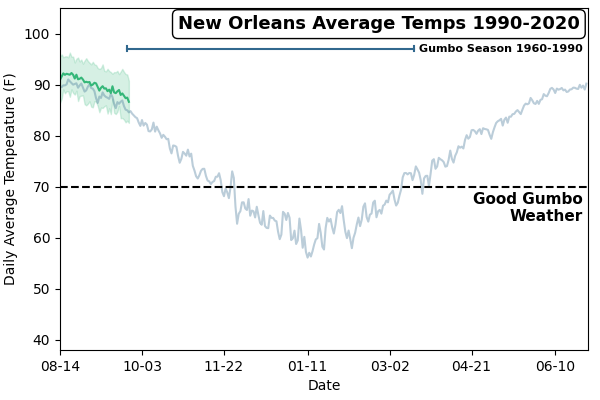 New Orleans Average Temps 1990-2020
Gumbo Season 1960-1990
Good Gumbo
Weather
Daily Average Temperature (F)
100
90
80
70
60
50
40
08-14 10-03 11-22 01-11 03-02 04-21 06-10
Date